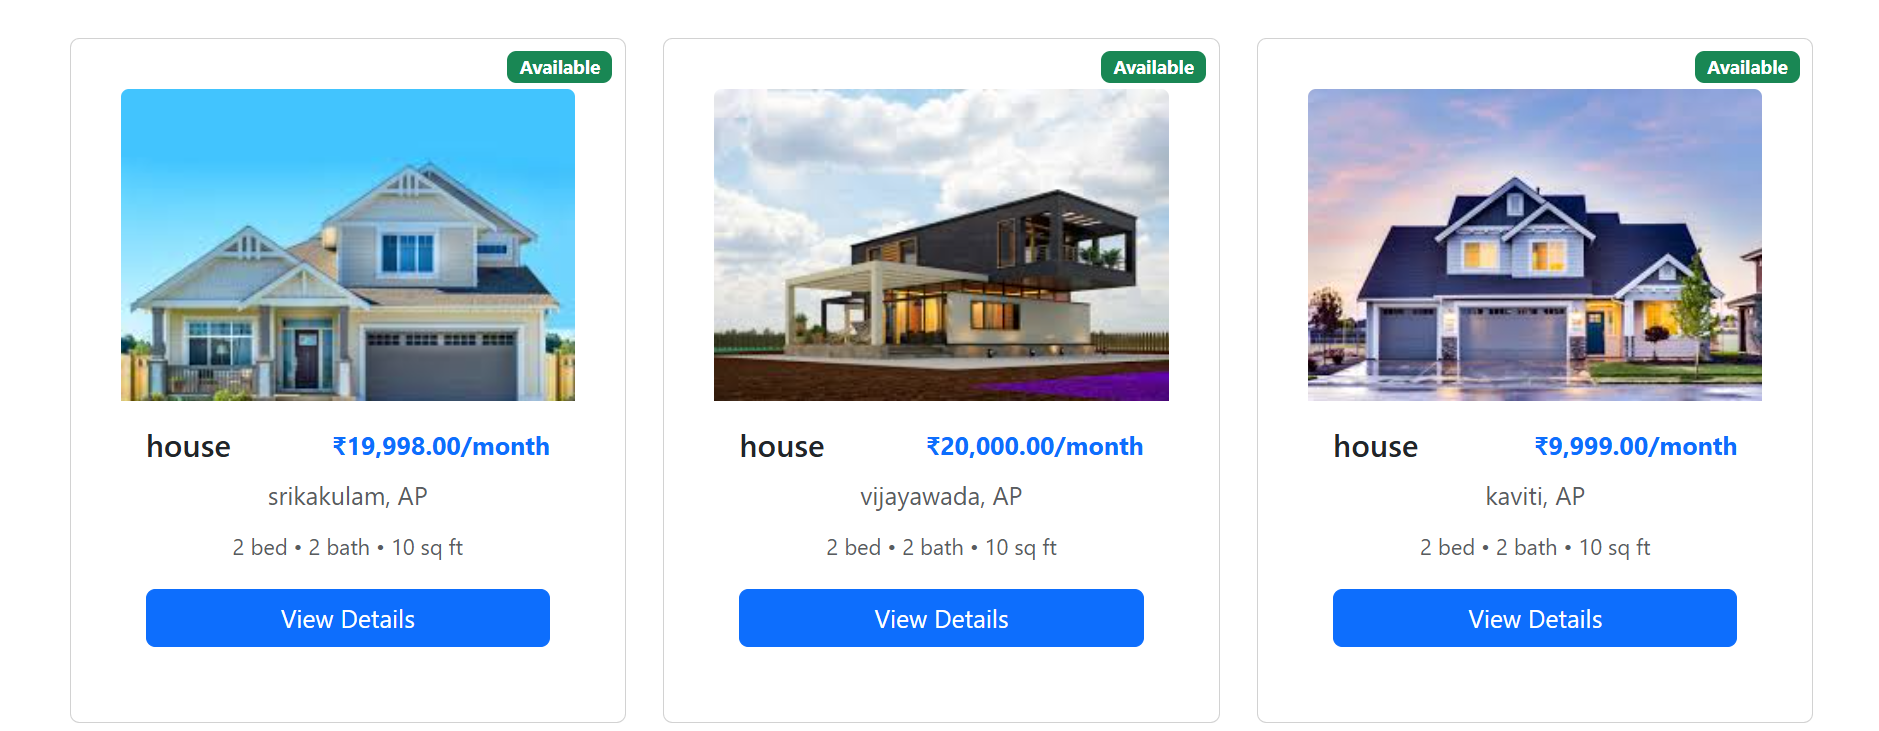 Available
house ₹19,998.00/month
srikakulam, AP
2 bed • 2 bath • 10 sq ft
View Details
Available
house ₹20,000.00/month
vijayawada, AP
2 bed • 2 bath • 10 sq ft
View Details
Available
house ₹9,999.00/month
kaviti, AP
2 bed • 2 bath • 10 sq ft
View Details